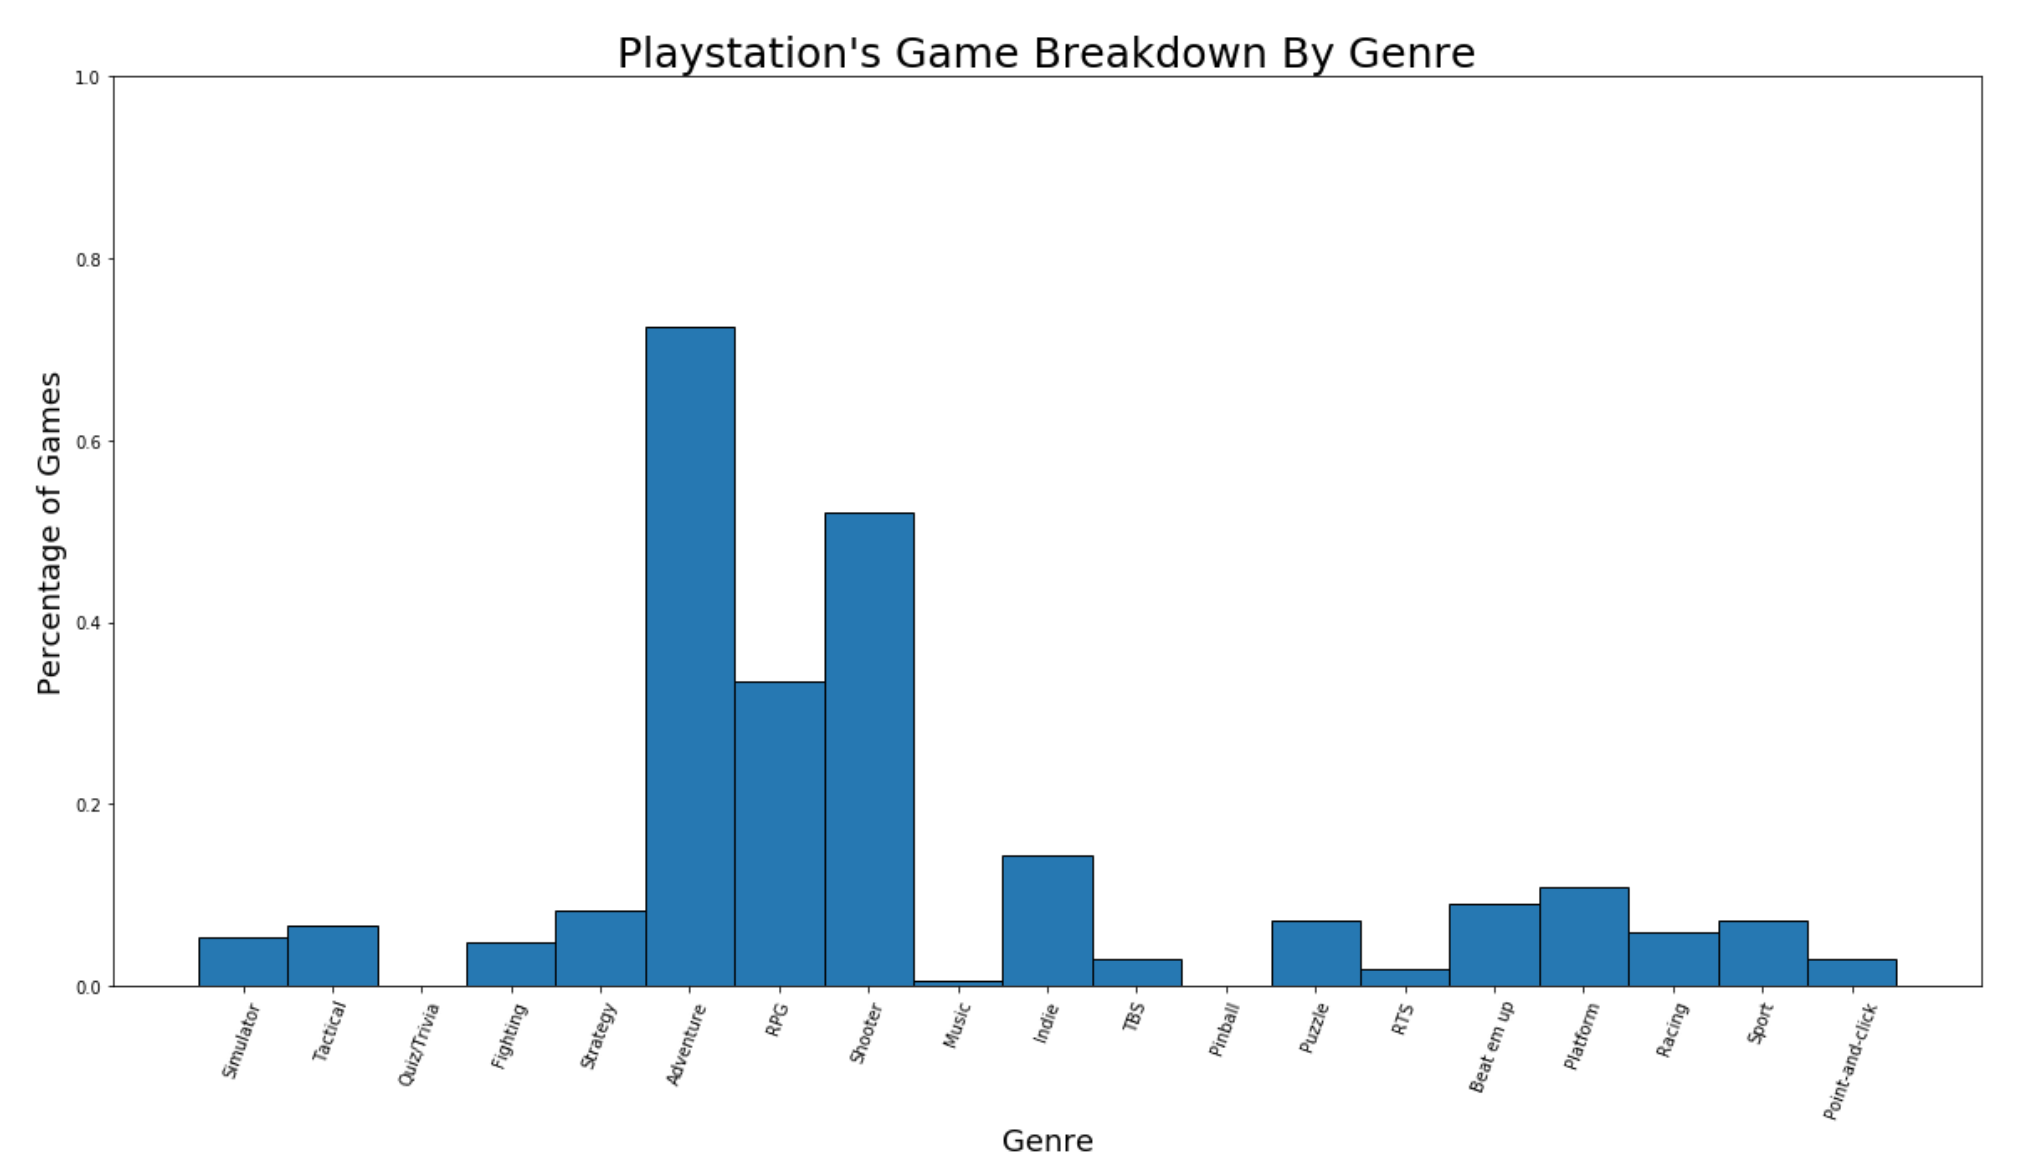 Playstation's Game Breakdown By Genre
1.0
0.8
0.6
0.4
0.2
0.0
Percentage of Games
Simulator
Tactical
Quiz/Trivia
Fighting
Strategy
Adventure
RPG
Shooter
Music
Indie
TBS
Pinball
Puzzle
RTS
Beat em up
Platform
Racing
Sport
Point-and-click
Genre